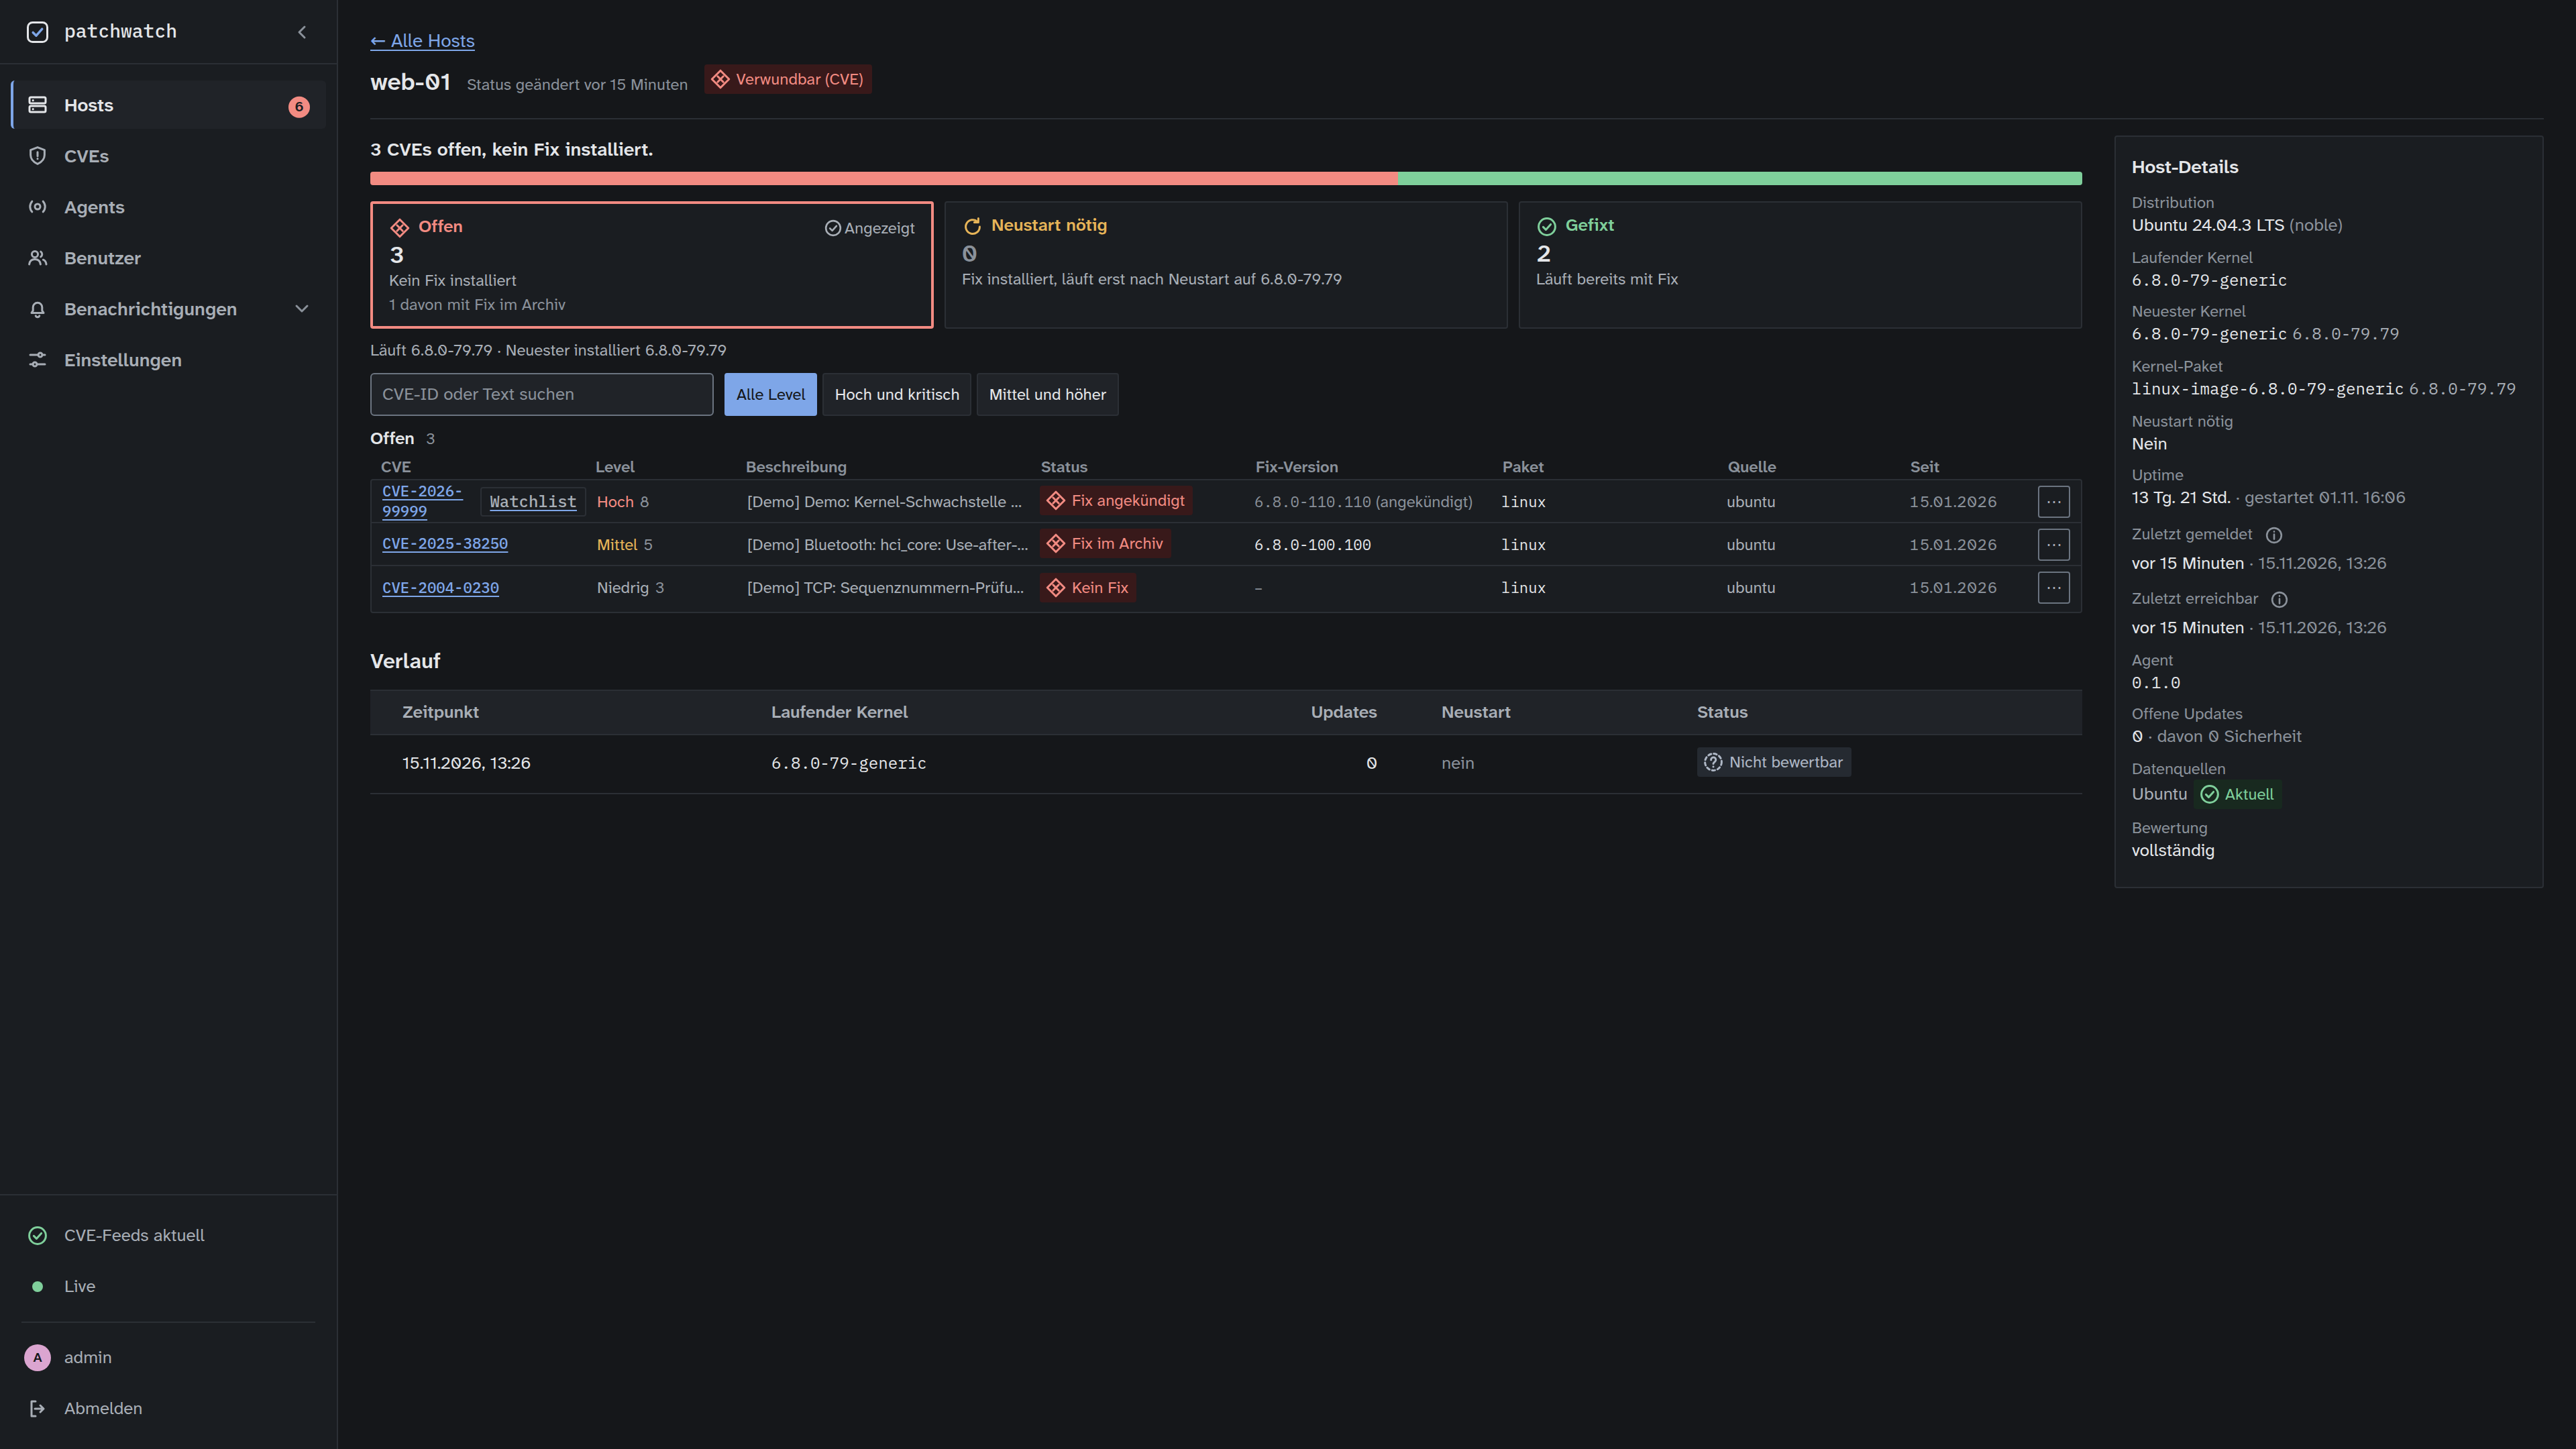 patchwatch
Hosts 6
CVEs
Agents
Benutzer
Benachrichtigungen
Einstellungen
CVE-Feeds aktuell
Live
A admin
Abmelden
← Alle Hosts
web-01 Status geändert vor 15 Minuten Verwundbar (CVE)
3 CVEs offen, kein Fix installiert.
Offen Angezeigt
3
Kein Fix installiert
1 davon mit Fix im Archiv
Neustart nötig
0
Fix installiert, läuft erst nach Neustart auf 6.8.0-79.79
Gefixt
2
Läuft bereits mit Fix
Läuft 6.8.0-79.79 · Neuester installiert 6.8.0-79.79
CVE-ID oder Text suchen Alle Level Hoch und kritisch Mittel und höher
Offen 3
CVE Level Beschreibung Status Fix-Version Paket Quelle Seit
CVE-2026-99999 Watchlist Hoch 8 [Demo] Demo: Kernel-Schwachstelle ... Fix angekündigt 6.8.0-110.110 (angekündigt) linux ubuntu 15.01.2026 ...
CVE-2025-38250 Mittel 5 [Demo] Bluetooth: hci_core: Use-after-... Fix im Archiv 6.8.0-100.100 linux ubuntu 15.01.2026 ...
CVE-2004-0230 Niedrig 3 [Demo] TCP: Sequenznummern-Prüfu... Kein Fix – linux ubuntu 15.01.2026 ...
Verlauf
Zeitpunkt Laufender Kernel Updates Neustart Status
15.11.2026, 13:26 6.8.0-79-generic 0 nein Nicht bewertbar
Host-Details
Distribution
Ubuntu 24.04.3 LTS (noble)
Laufender Kernel
6.8.0-79-generic
Neuester Kernel
6.8.0-79-generic 6.8.0-79.79
Kernel-Paket
linux-image-6.8.0-79-generic 6.8.0-79.79
Neustart nötig
Nein
Uptime
13 Tg. 21 Std. · gestartet 01.11. 16:06
Zuletzt gemeldet
vor 15 Minuten · 15.11.2026, 13:26
Zuletzt erreichbar
vor 15 Minuten · 15.11.2026, 13:26
Agent
0.1.0
Offene Updates
0 · davon 0 Sicherheit
Datenquellen
Ubuntu Aktuell
Bewertung
vollständig